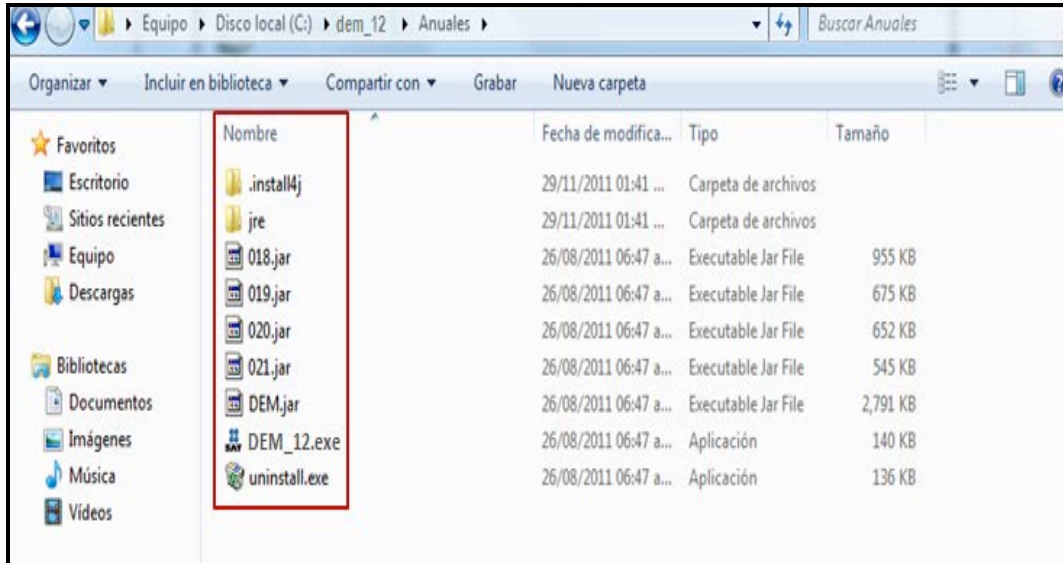 Equipo Disco local (C:) dem_12 Anuales
Buscar Anuales
Organizar Incluir en biblioteca Compartir con Grabar Nueva carpeta
Favoritos
Escritorio
Sitios recientes
Equipo
Descargas
Bibliotecas
Documentos
Imágenes
Música
Vídeos
Nombre Fecha de modifica... Tipo Tamaño
.install4j 29/11/2011 01:41 ... Carpeta de archivos
jre 29/11/2011 01:41 ... Carpeta de archivos
018.jar 26/08/2011 06:47 a... Executable Jar File 955 KB
019.jar 26/08/2011 06:47 a... Executable Jar File 675 KB
020.jar 26/08/2011 06:47 a... Executable Jar File 652 KB
021.jar 26/08/2011 06:47 a... Executable Jar File 545 KB
DEM.jar 26/08/2011 06:47 a... Executable Jar File 2,791 KB
SAT DEM_12.exe 26/08/2011 06:47 a... Aplicación 140 KB
uninstall.exe 26/08/2011 06:47 a... Aplicación 136 KB